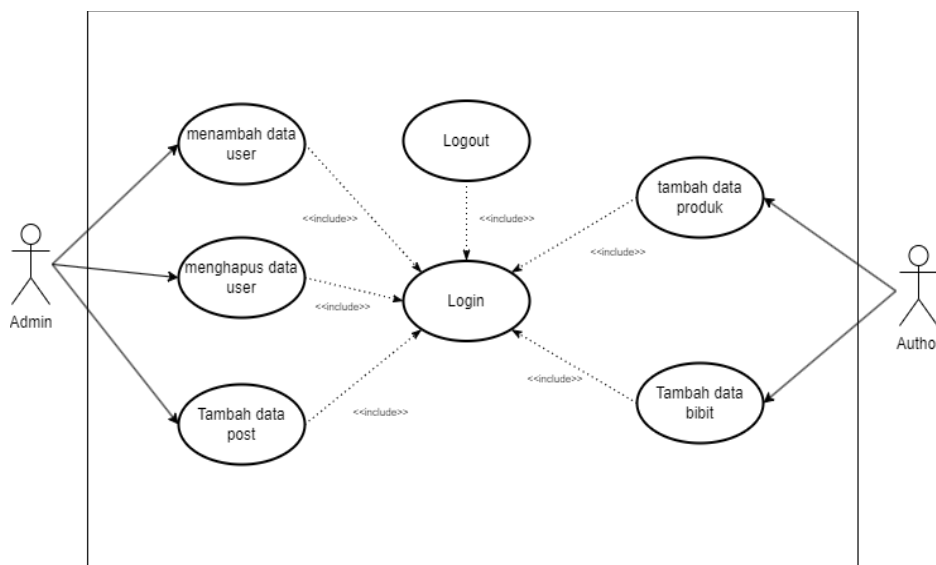 menambah data
user
Logout
tambah data
produk
<<include>>
<<include>>
<<include>>
menghapus data
user
Login
<<include>>
Admin
Autho
<<include>>
Tambah data
bibit
Tambah data
post
<<include>>